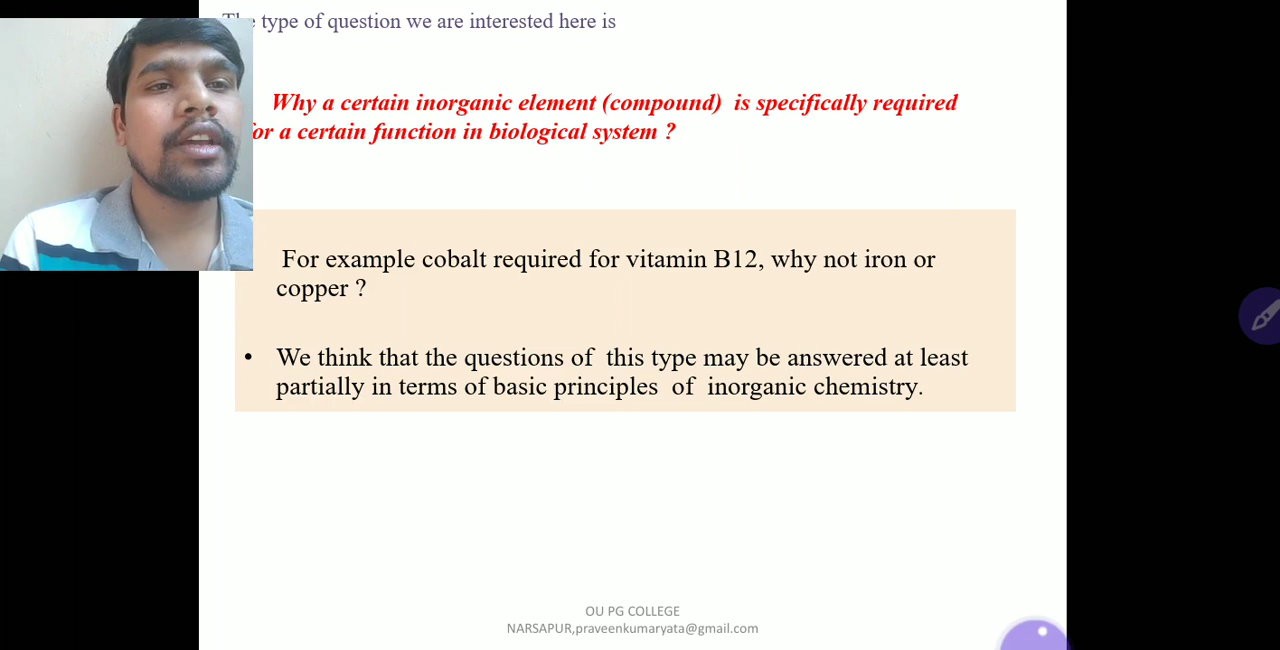 type of question we are interested here is
Why a certain inorganic element (compound) is specifically required
a certain function in biological system ?
For example cobalt required for vitamin B12, why not iron or
copper ?
• We think that the questions of this type may be answered at least
partially in terms of basic principles of inorganic chemistry.
OU PG COLLEGE
NARSAPUR,praveenkumaryata@gmail.com